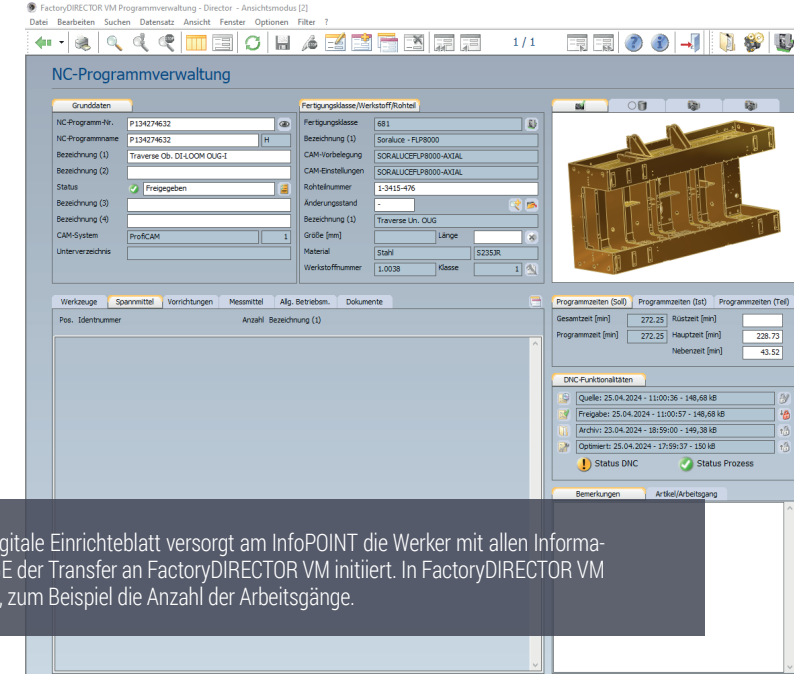 FactoryDIRECTOR VM Programmverwaltung - Director - Ansichtsmodus [2]
Datei Bearbeiten Suchen Datensatz Ansicht Fenster Optionen Filter ?
1 / 1
NC-Programmverwaltung
Grunddaten
NC-Programm-Nr. P134274632
NC-Programmname P134274632 H
Bezeichnung (1) Traverse Ob. DI-LOOM OUG-I
Bezeichnung (2)
Status Freigegeben
Bezeichnung (3)
Bezeichnung (4)
CAM-System ProfiCAM 1
Unterverzeichnis
Fertigungsklasse/Werkstoff/Rohteil
Fertigungsklasse 681
Bezeichnung (1) Soraluce - FLP8000
CAM-Vorbelegung SORALUCEFLP8000-AXIAL
CAM-Einstellungen SORALUCEFLP8000-AXIAL
Rohteilnummer 1-3415-476
Änderungsstand -
Bezeichnung (1) Traverse Un. OUG
Größe [mm] Länge
Material Stahl S235JR
Werkstoffnummer 1.0038 Klasse 1
Werkzeuge Spannmittel Vorrichtungen Messmittel Allg. Betriebsm. Dokumente
Pos. Identnummer Anzahl Bezeichnung (1)
Programmzeiten (Soll) Programmzeiten (Ist) Programmzeiten (Teil)
Gesamtzeit [min] 272.25 Rüstzeit [min]
Programmzeit [min] 272.25 Hauptzeit [min] 228.73
Nebenzeit [min] 43.52
DNC-Funktionalitäten
Quelle: 25.04.2024 - 11:00:36 - 148,68 kB
Freigabe: 25.04.2024 - 11:00:57 - 148,68 kB
Archiv: 23.04.2024 - 18:59:00 - 149,38 kB
Optimiert: 25.04.2024 - 17:59:37 - 150 kB
Status DNC Status Prozess
Bemerkungen Artikel/Arbeitsgang
gitale Einrichteblatt versorgt am InfoPOINT die Werker mit allen Informa-
E der Transfer an FactoryDIRECTOR VM initiiert. In FactoryDIRECTOR VM
, zum Beispiel die Anzahl der Arbeitsgänge.